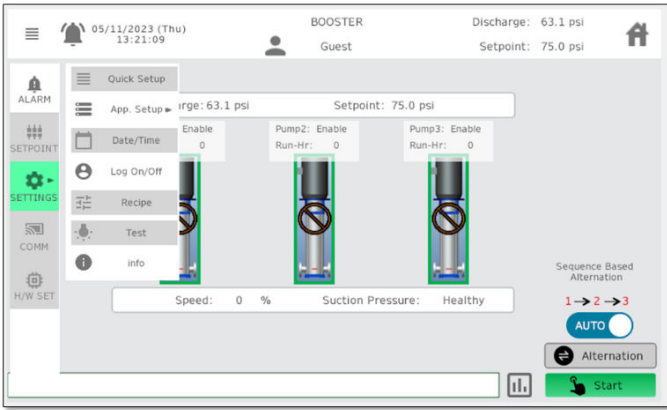 05/11/2023 (Thu)
13:21:09
BOOSTER
Guest
Discharge: 63.1 psi
Setpoint: 75.0 psi
ALARM
SETPOINT
SETTINGS
COMM
H/W SET
Quick Setup
App. Setup
Date/Time
Log On/Off
Recipe
Test
info
arge: 63.1 psi Setpoint: 75.0 psi
Enable
0
Pump2: Enable
Run-Hr: 0
Pump3: Enable
Run-Hr: 0
Speed: 0 % Suction Pressure: Healthy
Sequence Based
Alternation
1 → 2 → 3
AUTO
Alternation
Start